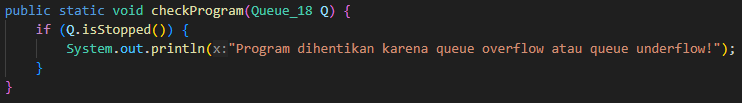 public static void checkProgram(Queue_18 Q) {
if (Q.isStopped()) {
System.out.println(x:"Program dihentikan karena queue overflow atau queue underflow!");
}
}